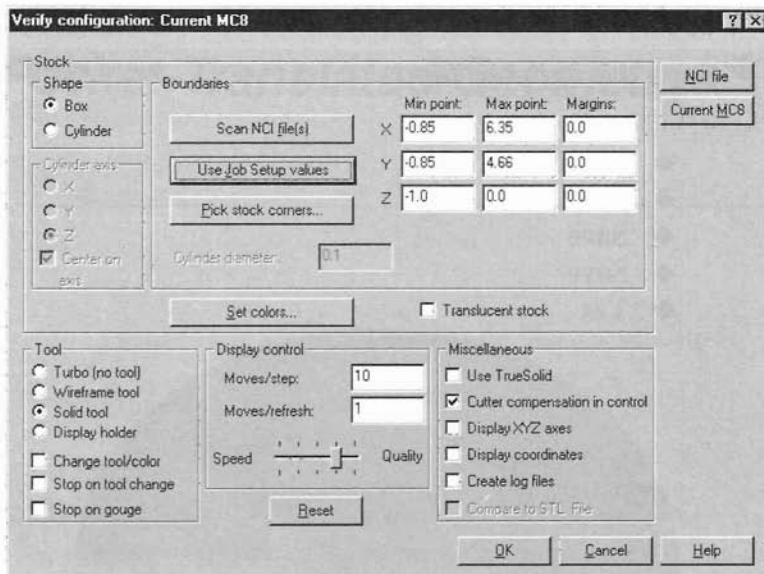 Verify configuration: Current MC8
Stock
Shape
Box
Cylinder
Cylinder axis
X
Y
Z
Center on
axis
Boundaries
Scan NCI file(s)
Use Job Setup values
Pick stock corners...
Min point: Max point: Margins:
X -0.85 6.35 0.0
Y -0.85 4.66 0.0
Z -1.0 0.0 0.0
Cylinder diameter: 0.1
Set colors...
Translucent stock
NCI file
Current MC8
Tool
Turbo (no tool)
Wireframe tool
Solid tool
Display holder
Change tool/color
Stop on tool change
Stop on gouge
Display control
Moves/step: 10
Moves/refresh: 1
Speed Quality
Reset
Miscellaneous
Use TrueSolid
Cutter compensation in control
Display XYZ axes
Display coordinates
Create log files
Compare to STL File
OK Cancel Help